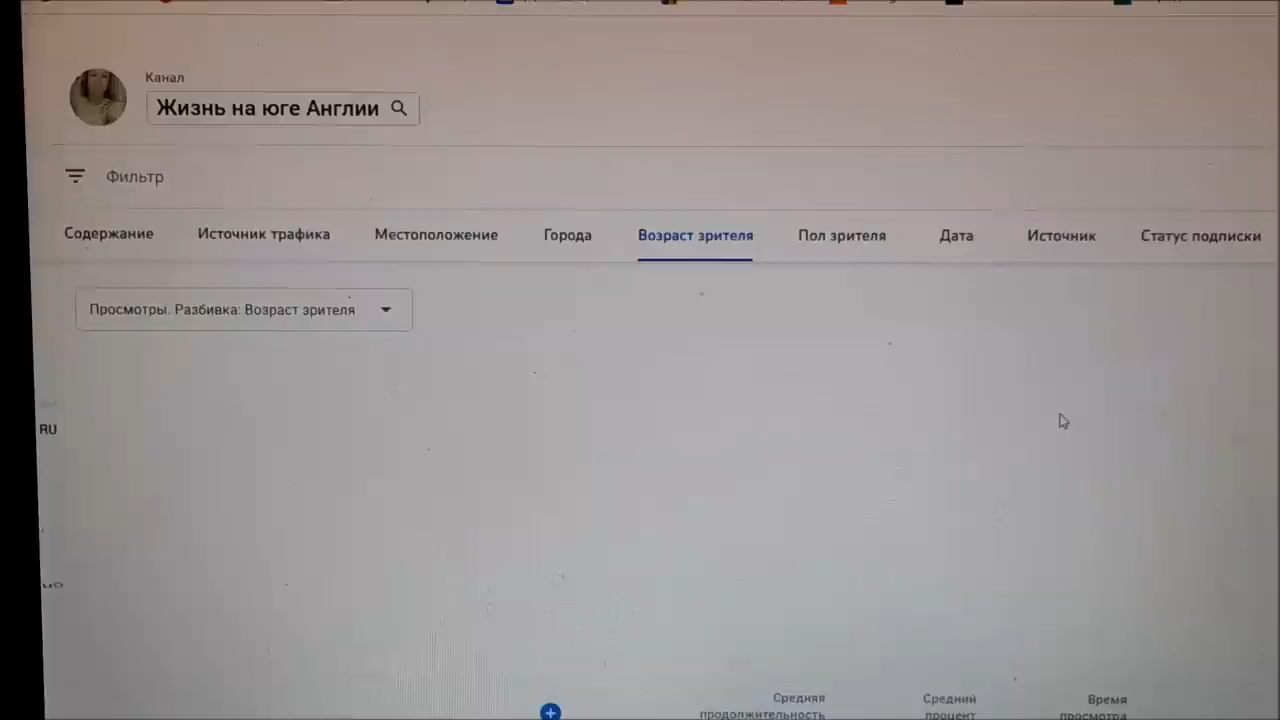 Канал
Жизнь на юге Англии
Фильтр
Содержание Источник трафика Местоположение Города Возраст зрителя Пол зрителя Дата Источник Статус подписки
Просмотры. Разбивка: Возраст зрителя
RU
Средняя Средний Время
продолжительность процент просмотра